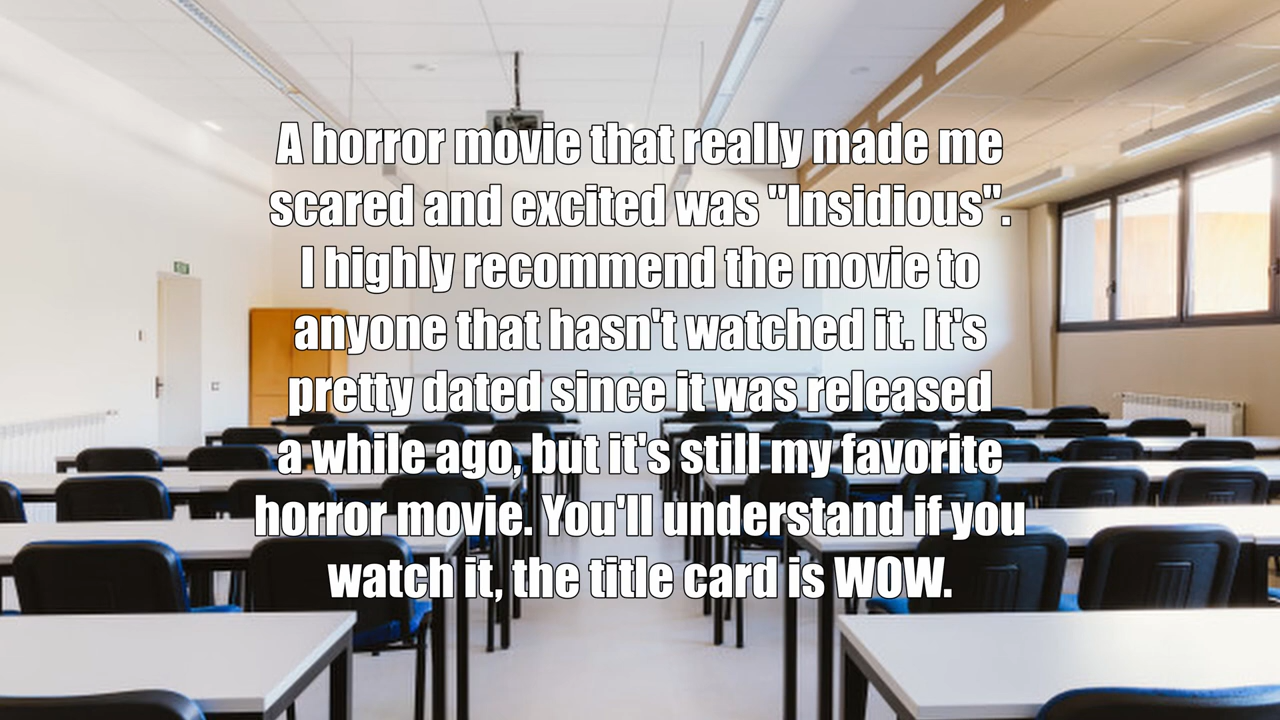 A horror movie that really made me
scared and excited was "Insidious".
I highly recommend the movie to
anyone that hasn't watched it. It's
pretty dated since it was released
a while ago, but it's still my favorite
horror movie. You'll understand if you
watch it, the title card is WOW.